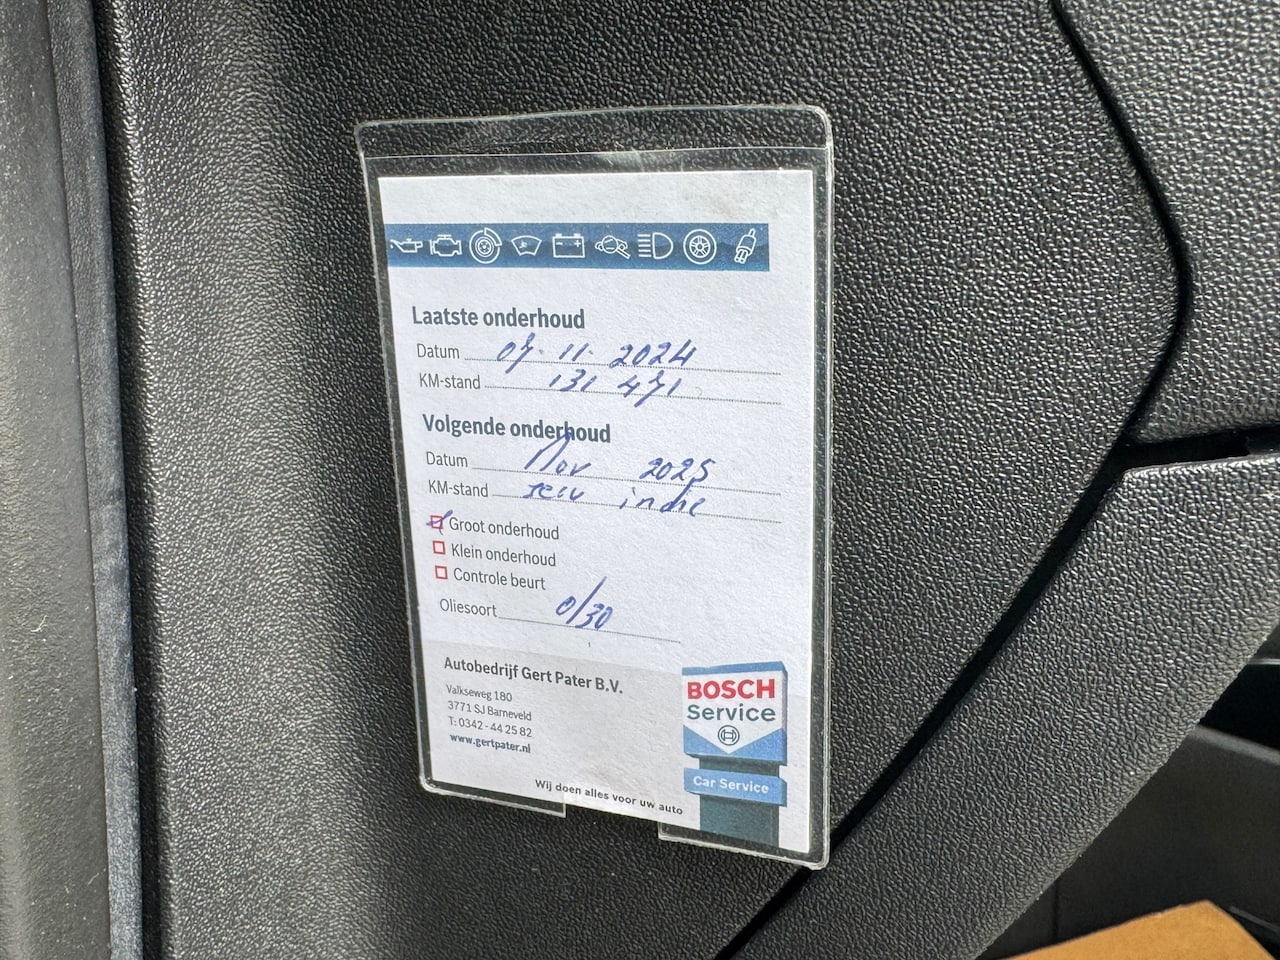 Laatste onderhoud
Datum 07-11-2024
KM-stand 131 471
Volgende onderhoud
Datum Nov 2025
KM-stand serv indic
Groot onderhoud
Klein onderhoud
Controle beurt
Oliesoort 0/30
Autobedrijf Gert Pater B.V.
Valkseweg 180
3771 SJ Barneveld
T: 0342 - 44 25 82
www.gertpater.nl
BOSCH
Service
Car Service
Wij doen alles voor uw auto